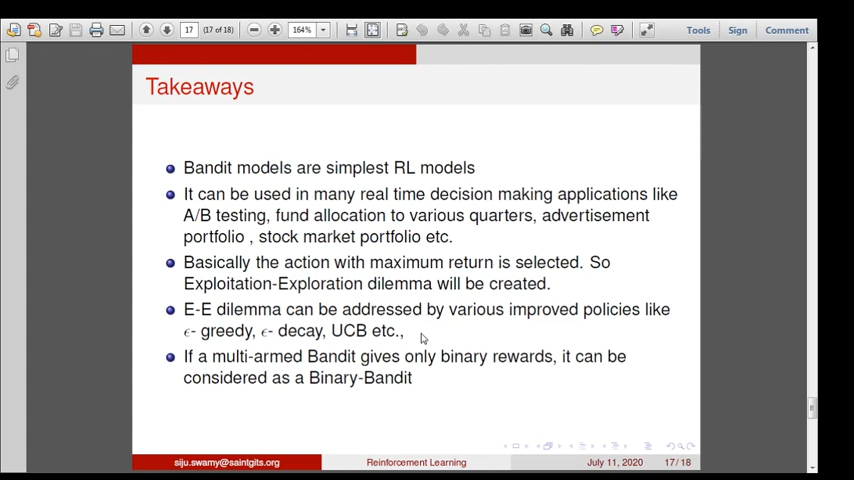 17 (17 of 18) 164% Tools Sign Comment
Takeaways
Bandit models are simplest RL models
It can be used in many real time decision making applications like
A/B testing, fund allocation to various quarters, advertisement
portfolio , stock market portfolio etc.
Basically the action with maximum return is selected. So
Exploitation-Exploration dilemma will be created.
E-E dilemma can be addressed by various improved policies like
ϵ- greedy, ϵ- decay, UCB etc.,
If a multi-armed Bandit gives only binary rewards, it can be
considered as a Binary-Bandit
siju.swamy@saintgits.org Reinforcement Learning July 11, 2020 17/18